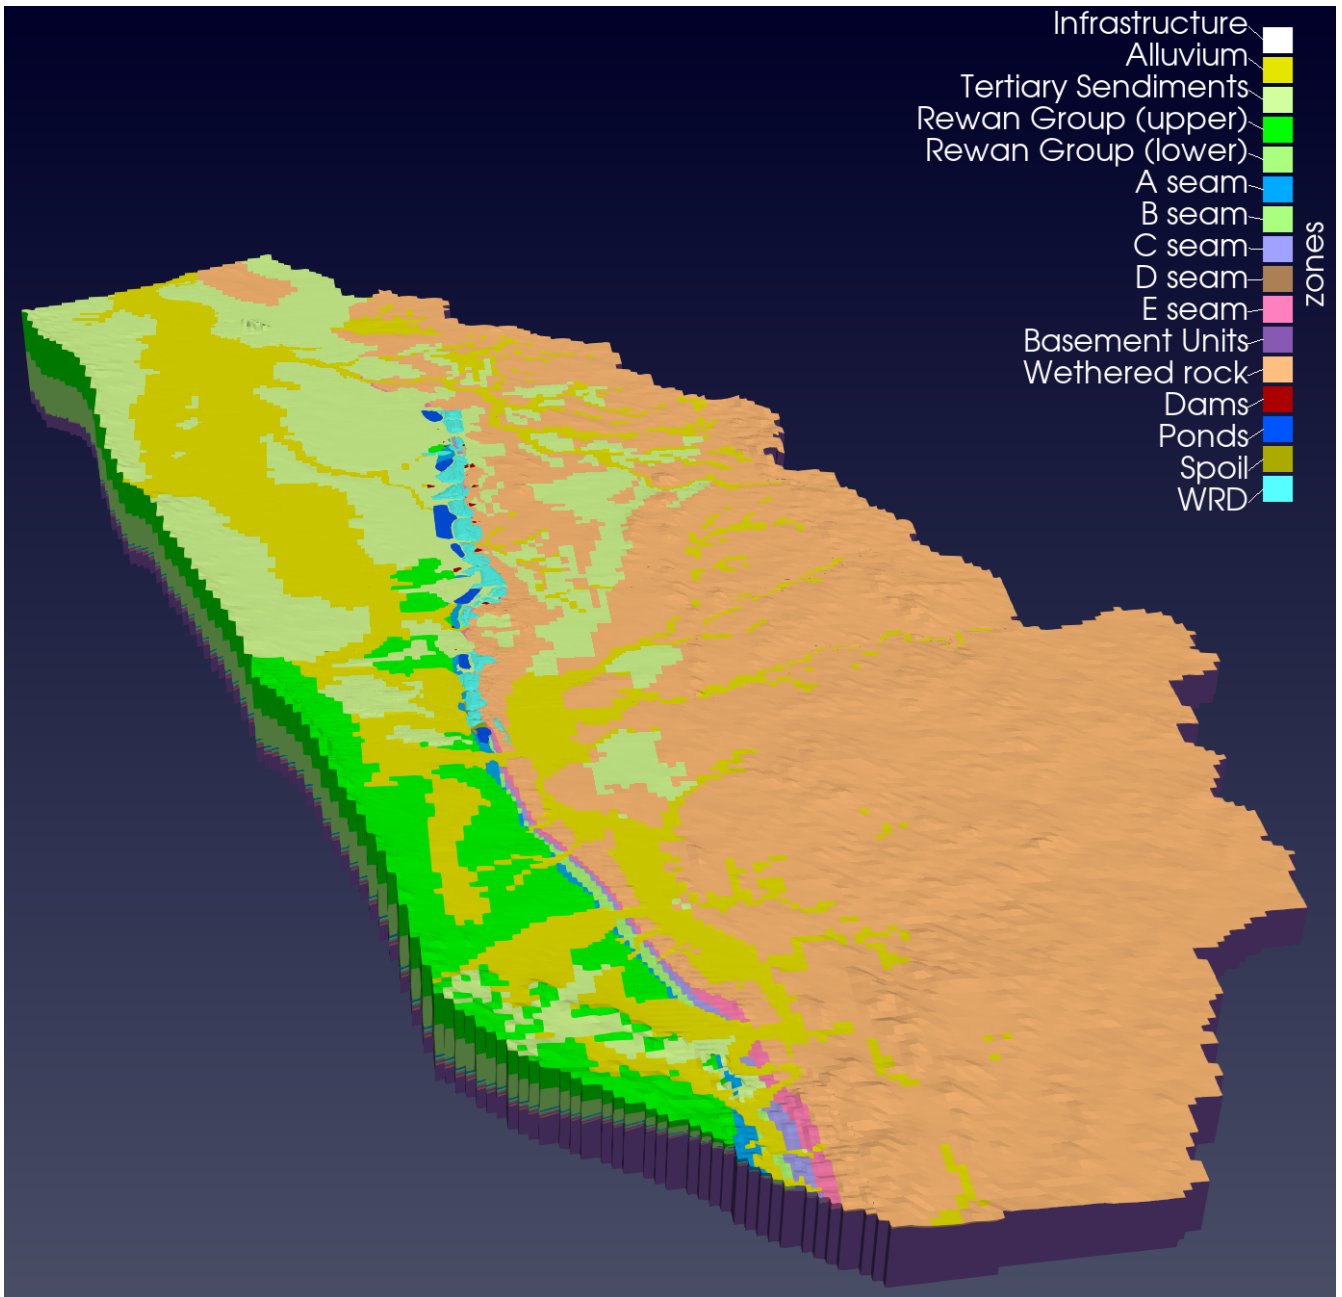 Infrastructure
Alluvium
Tertiary Sendiments
Rewan Group (upper)
Rewan Group (lower)
A seam
B seam
C seam
D seam
E seam
Basement Units
Wethered rock
Dams
Ponds
Spoil
WRD
zones